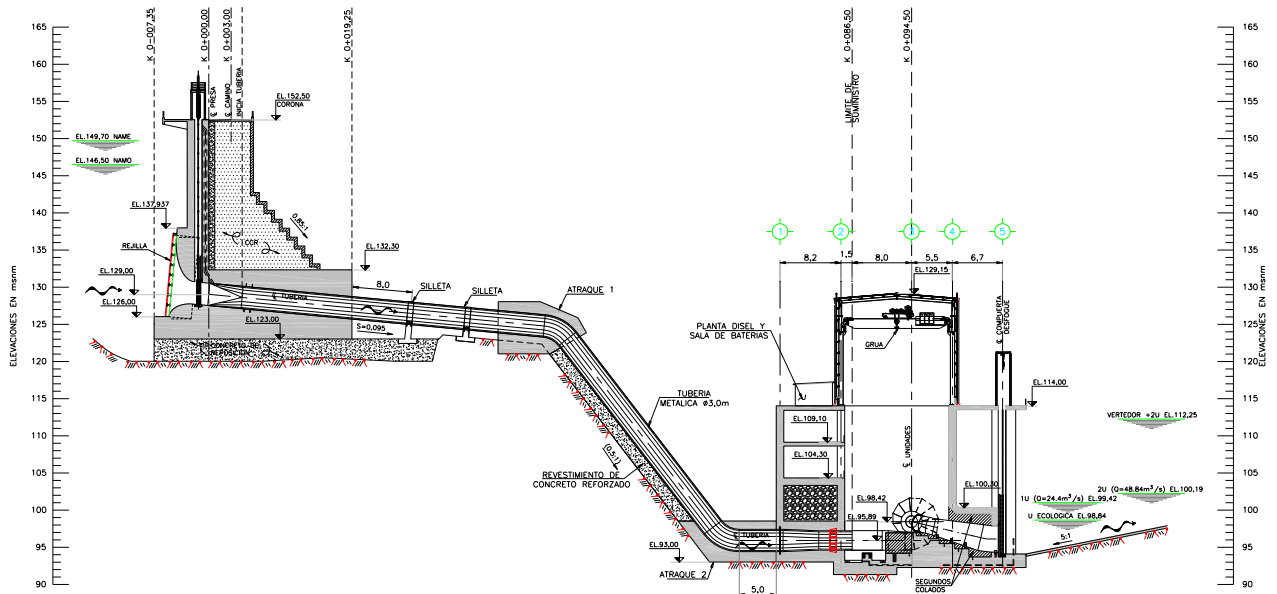 165
160
155
150
145
140
135
130
125
120
115
110
105
100
95
90
ELEVACIONES EN msnm
K 0-007,35
K 0+000,00
K 0+003,00
K 0+019,25
℄ PRESA
℄ CAMINO
INICIA TUBERIA
EL.152,50
CORONA
EL.149,70 NAME
EL.146,50 NAMO
EL.137,937
REJILLA
EL.129,00
EL.126,00
EL.123,00
CCR
0.85:1
EL.132,30
8,0
SILLETA
SILLETA
ATRAQUE 1
℄ TUBERIA
S=0,095
TUBERIA
METALICA ø3,0m
(0.5:1)
REVESTIMIENTO DE
CONCRETO REFORZADO
EL.93,00
ATRAQUE 2
℄ TUBERIA
5,0
K 0+086,50
K 0+094,50
LIMITE DE
SUMINISTRO
1
2
3
4
5
8,2
1,5
8,0
5,5
6,7
EL.129,15
GRUA
PLANTA DISEL Y
SALA DE BATERIAS
EL.109,10
EL.104,30
EL.98,42
EL.95,89
℄ UNIDADES
EL.100,30
SEGUNDOS
COLADOS
℄ COMPUERTA
DESFOGUE
EL.114,00
VERTEDOR +2U EL.112,25
2U (Q=48.84m³/s) EL.100,19
1U (Q=24.4m³/s) EL.99,42
U ECOLOGICA EL.98,84
5:1
165
160
155
150
145
140
135
130
125
120
115
110
105
100
95
90
ELEVACIONES EN msnm